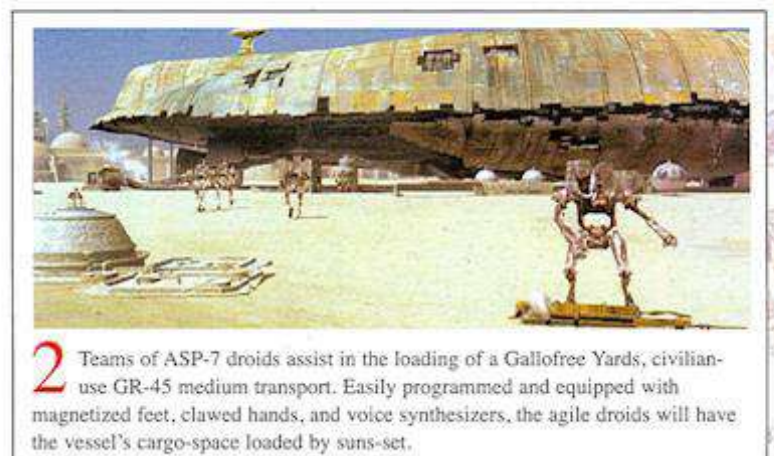 2 Teams of ASP-7 droids assist in the loading of a Gallofree Yards, civilian-
use GR-45 medium transport. Easily programmed and equipped with
magnetized feet, clawed hands, and voice synthesizers, the agile droids will have
the vessel's cargo-space loaded by suns-set.